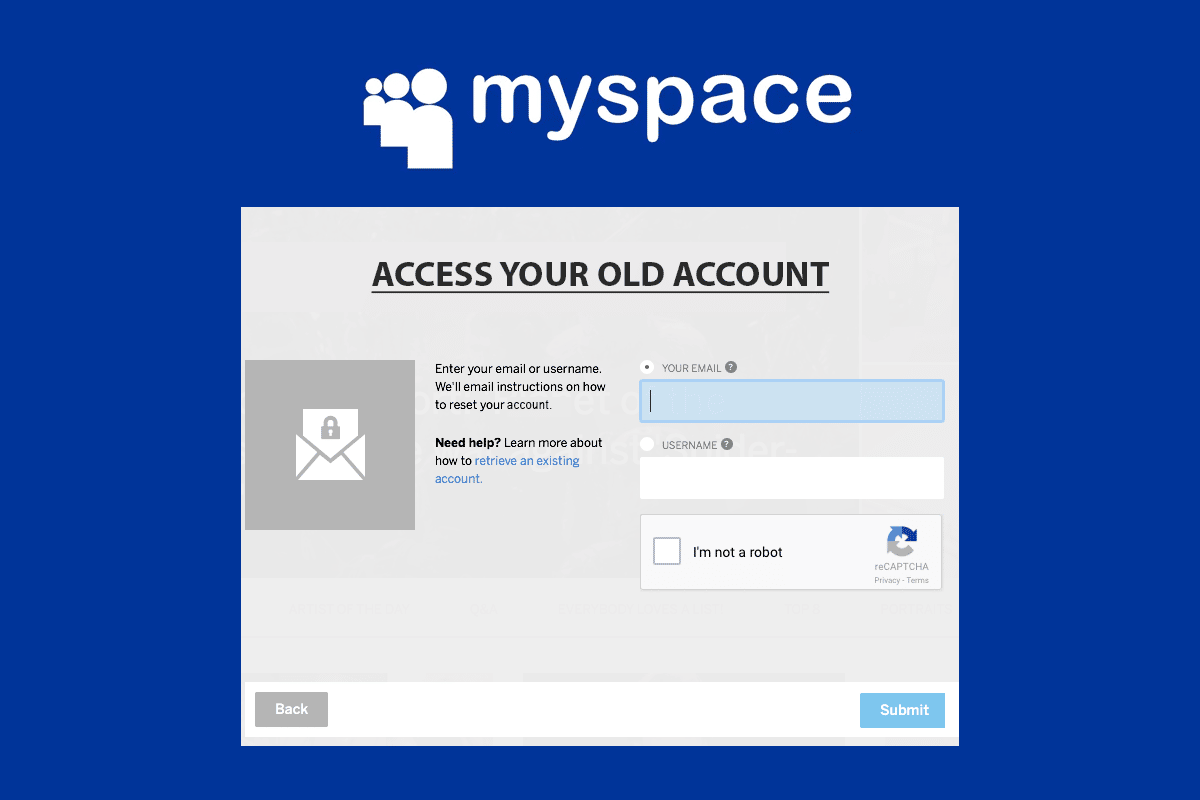 myspace
ACCESS YOUR OLD ACCOUNT
Enter your email or username.
We'll email instructions on how
to reset your account.
Need help? Learn more about
how to retrieve an existing
account.
YOUR EMAIL ?
USERNAME ?
I'm not a robot
reCAPTCHA
Privacy - Terms
Back
Submit